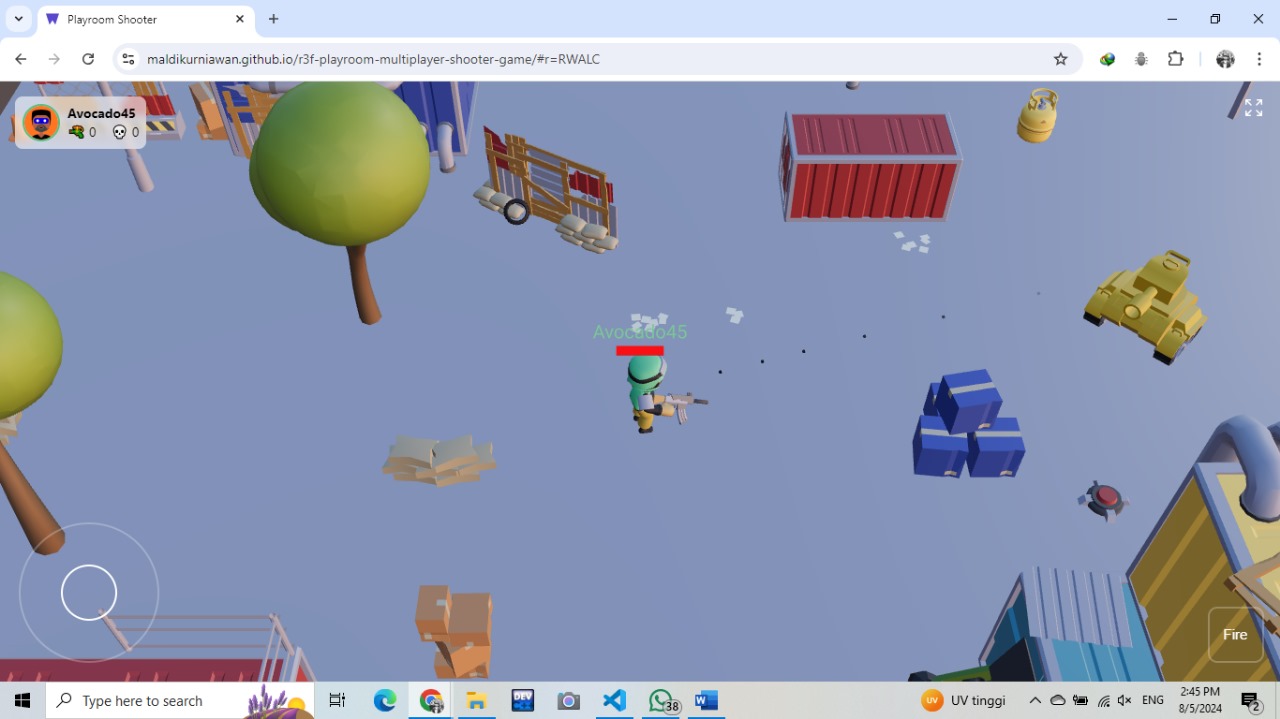 Playroom Shooter
maldikurniawan.github.io/r3f-playroom-multiplayer-shooter-game/#r=RWALC
Avocado45
0 0
Avocado45
Fire
Type here to search
DEV
38
UV
UV tinggi
ENG
2:45 PM
8/5/2024
2